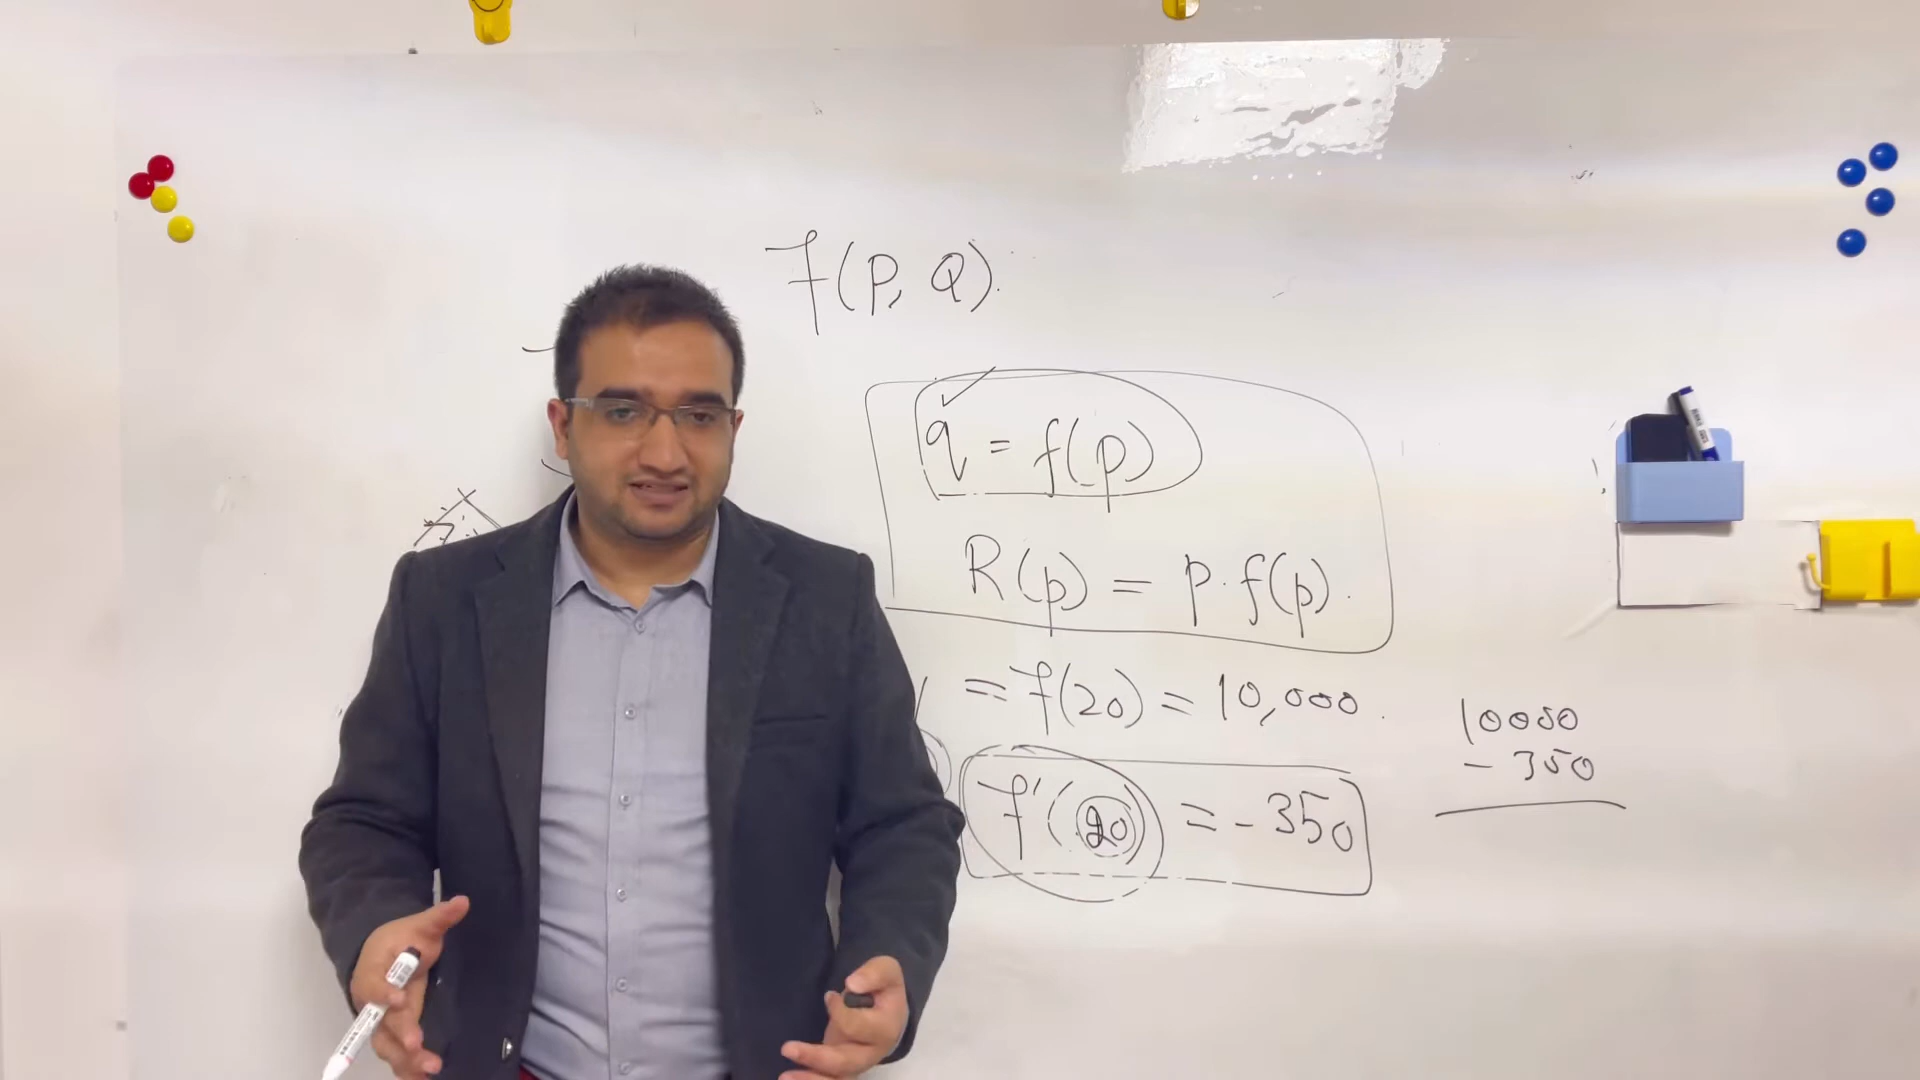 f(P, Q).
q = f(p)
R(p) = p. f(p).
= f(20) = 10,000.
f'(20) = -350
10000
- 350